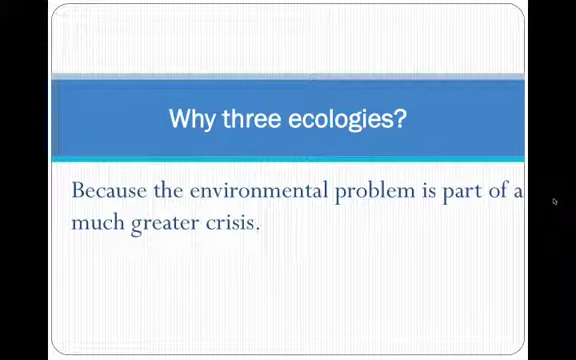 Why three ecologies?
Because the environmental problem is part of a
much greater crisis.